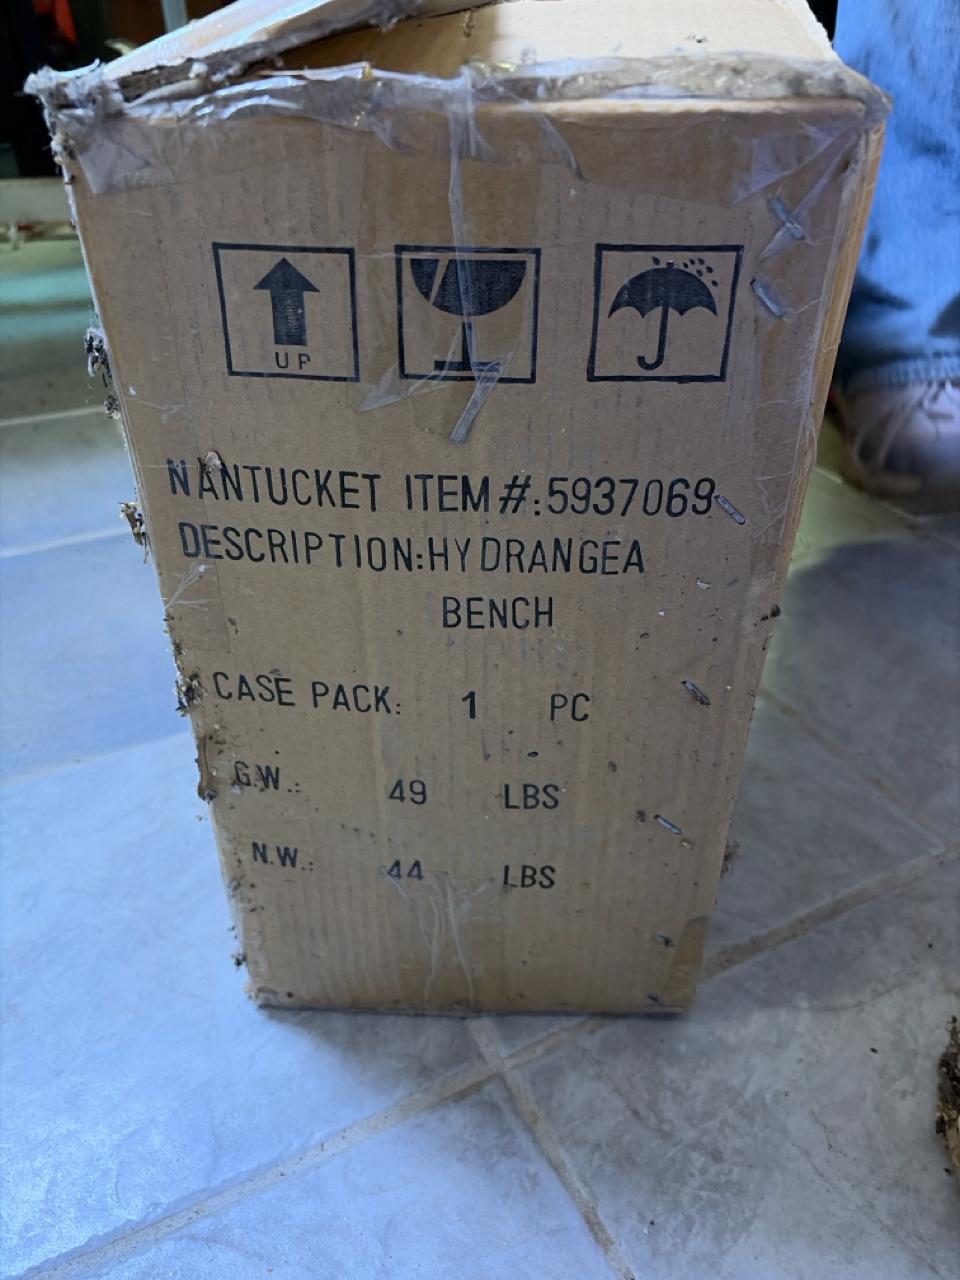 UP
NANTUCKET ITEM#:5937069
DESCRIPTION:HYDRANGEA
BENCH
CASE PACK: 1 PC
G.W.: 49 LBS
N.W.: 44 LBS